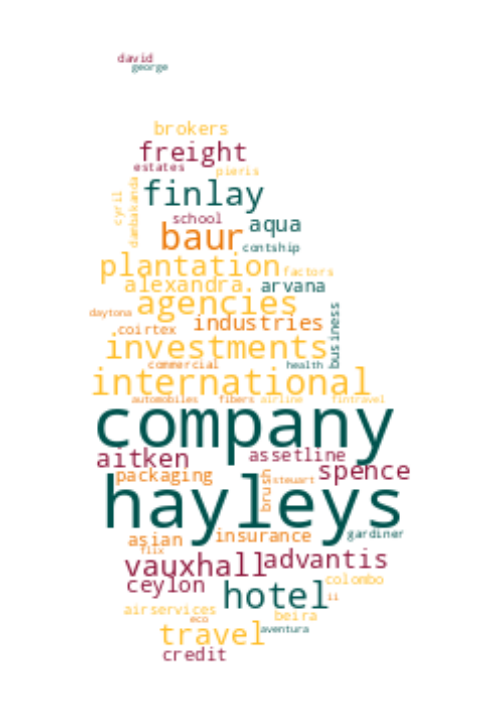 david
george
brokers
freight
estates
pieris
cyril
dambakanda
finlay
school
aqua
baur
contship
plantation
factors
alexandra.
arvana
agencies
daytona
industries
coirtex
business
investments
commercial
health
international
automobiles
fibers
airline
fintravel
company
aitken
assetline
spence
packaging
brush
steuart
hayleys
asian
insurance
gardiner
flix
vauxhall
advantis
ceylon
colombo
hotel
ii
airservices
eco
beira
travel
aventura
credit